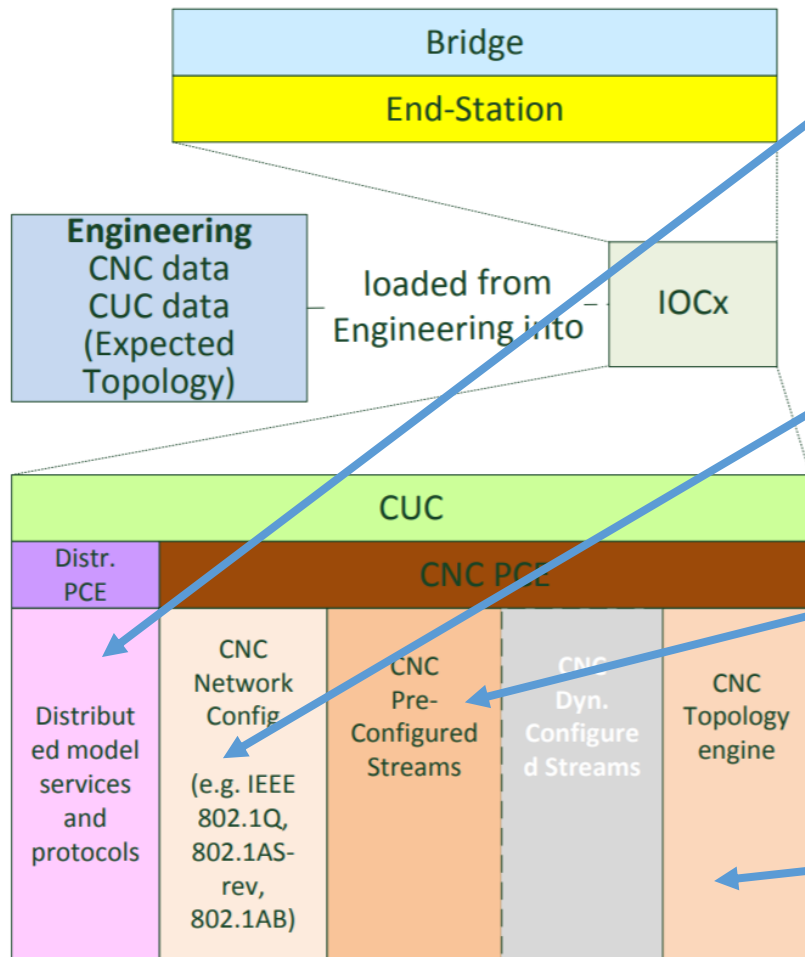 Bridge
End-Station
Engineering
CNC data
CUC data
(Expected
Topology)
loaded from
Engineering into
IOCx
CUC
Distr.
PCE
CNC PCE
Distribut
ed model
services
and
protocols
CNC
Network
Config
(e.g. IEEE
802.1Q,
802.1AS-
rev,
802.1AB)
CNC
Pre-
Configured
Streams
CNC
Dyn.
Configure
d Streams
CNC
Topology
engine